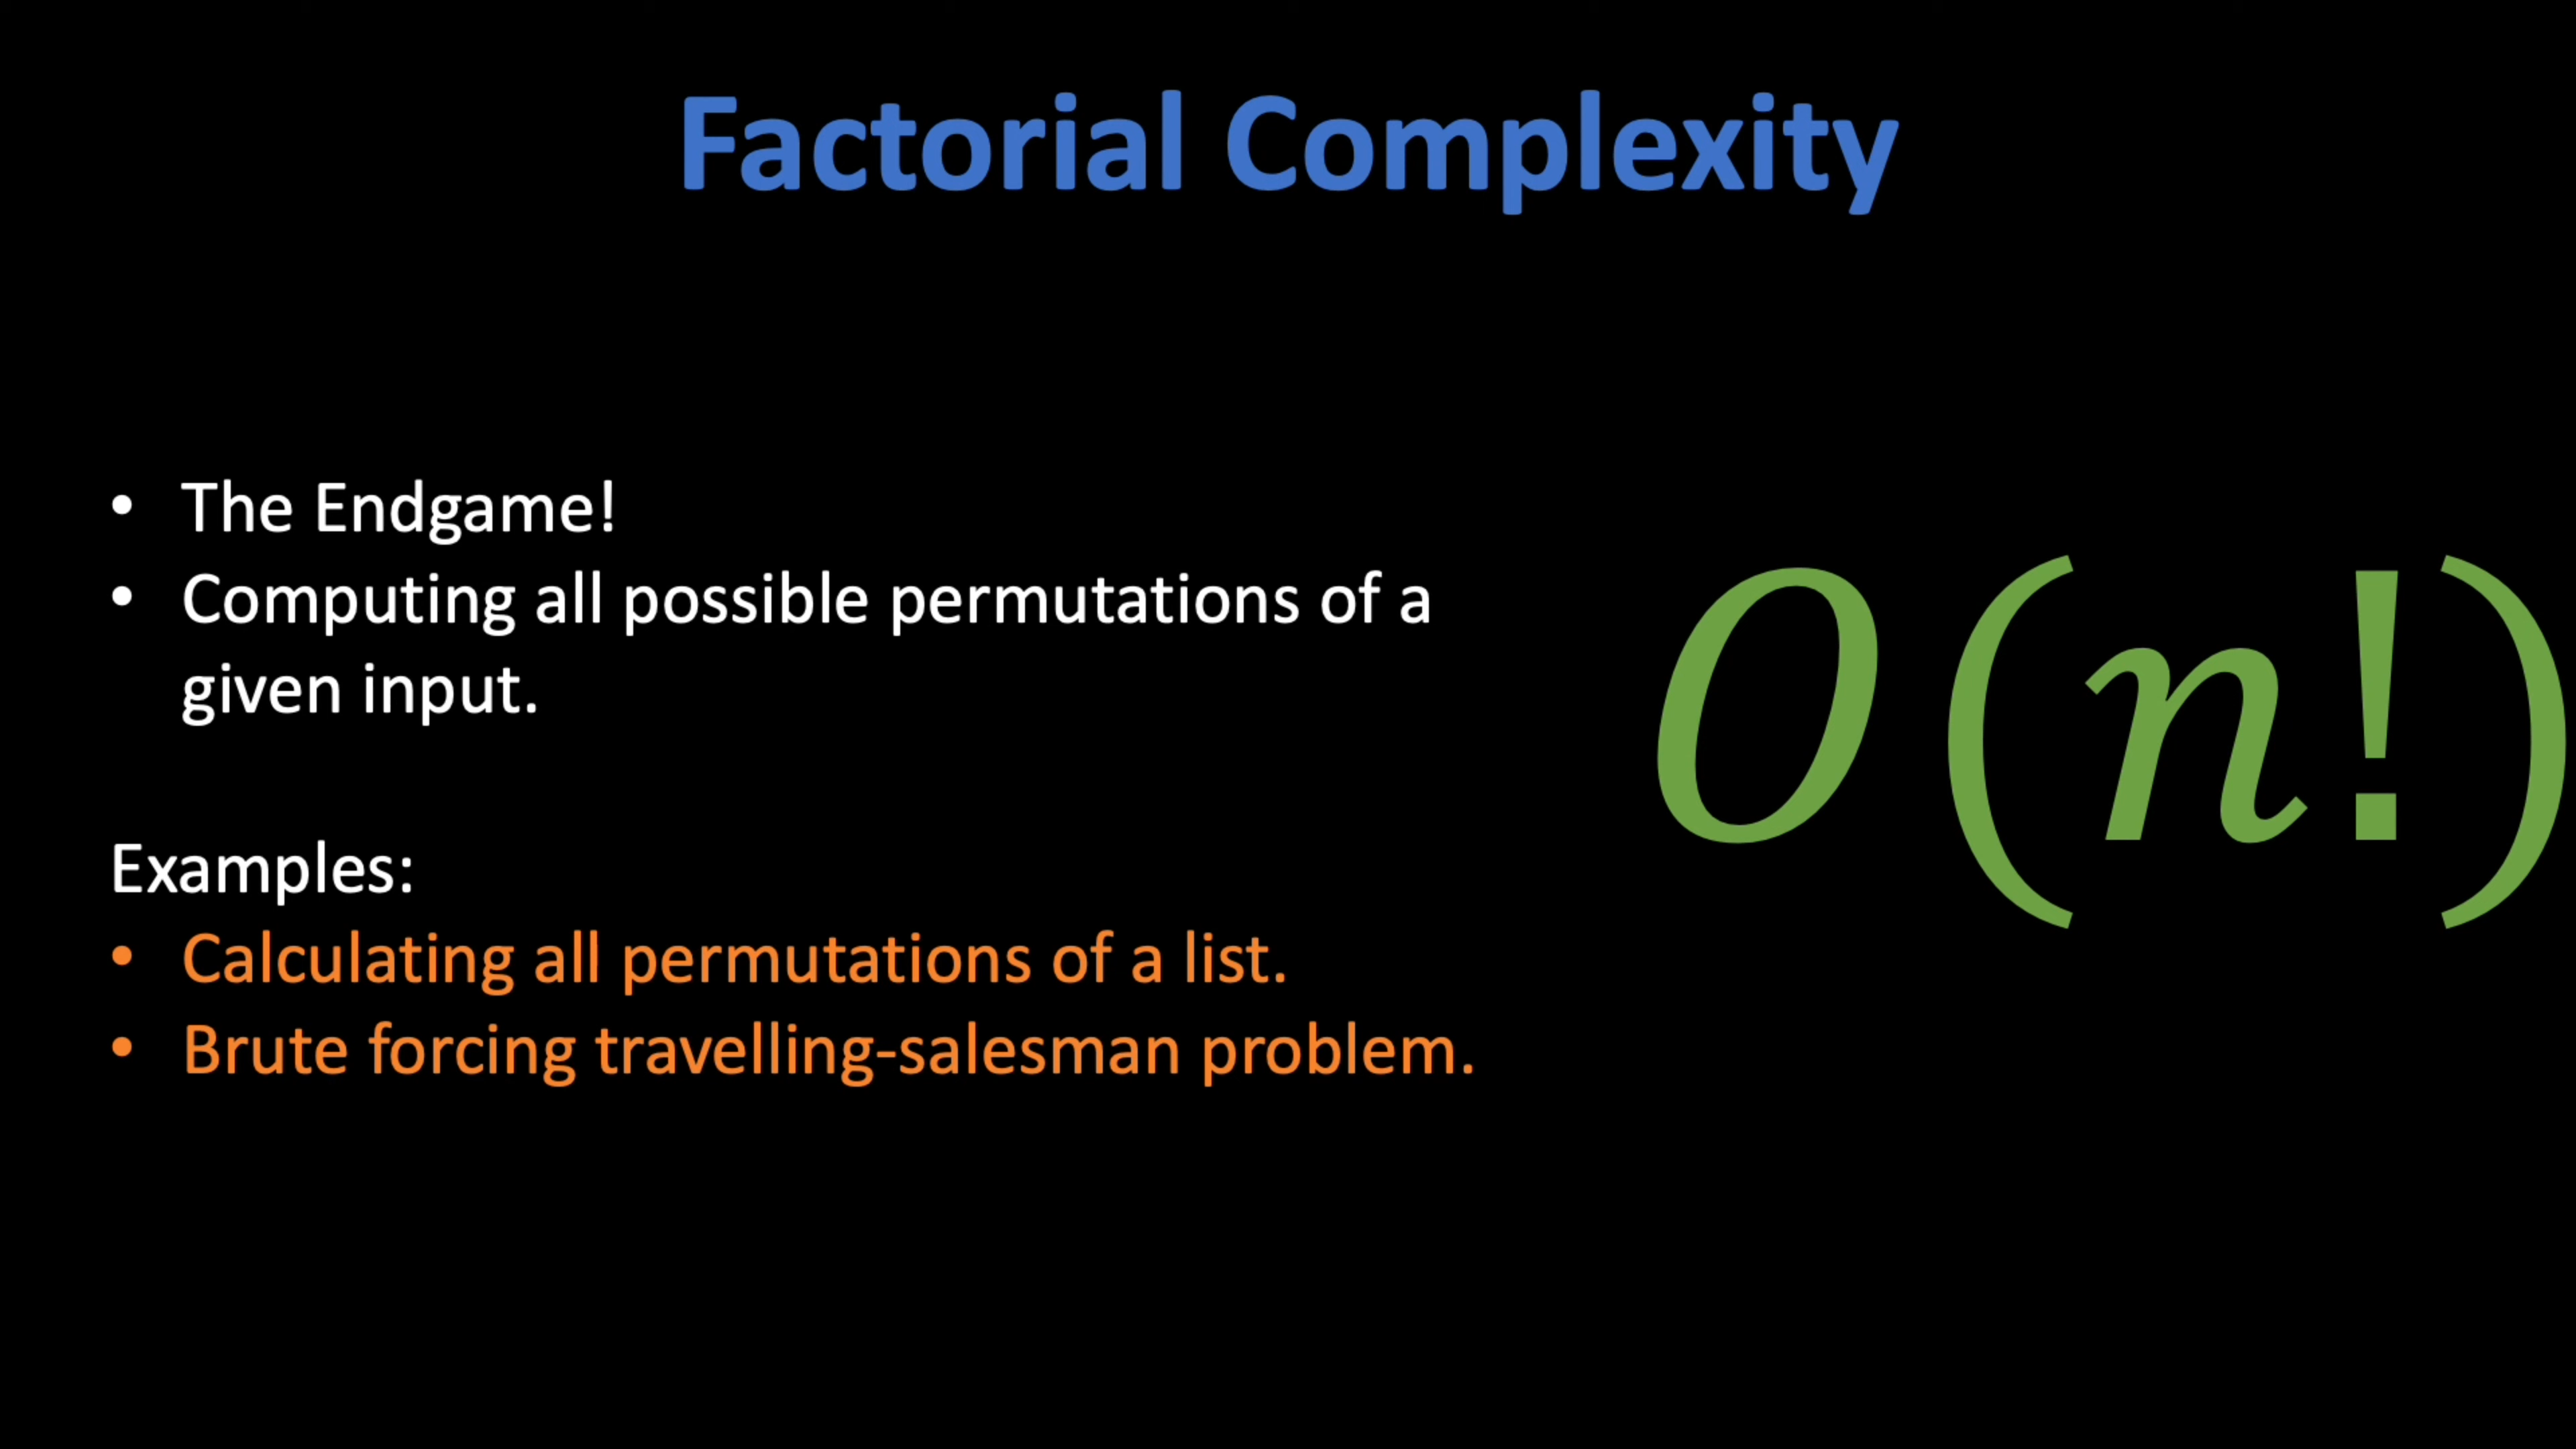 Factorial Complexity
• The Endgame!
• Computing all possible permutations of a
given input.
O(n!)
Examples:
• Calculating all permutations of a list.
• Brute forcing travelling-salesman problem.